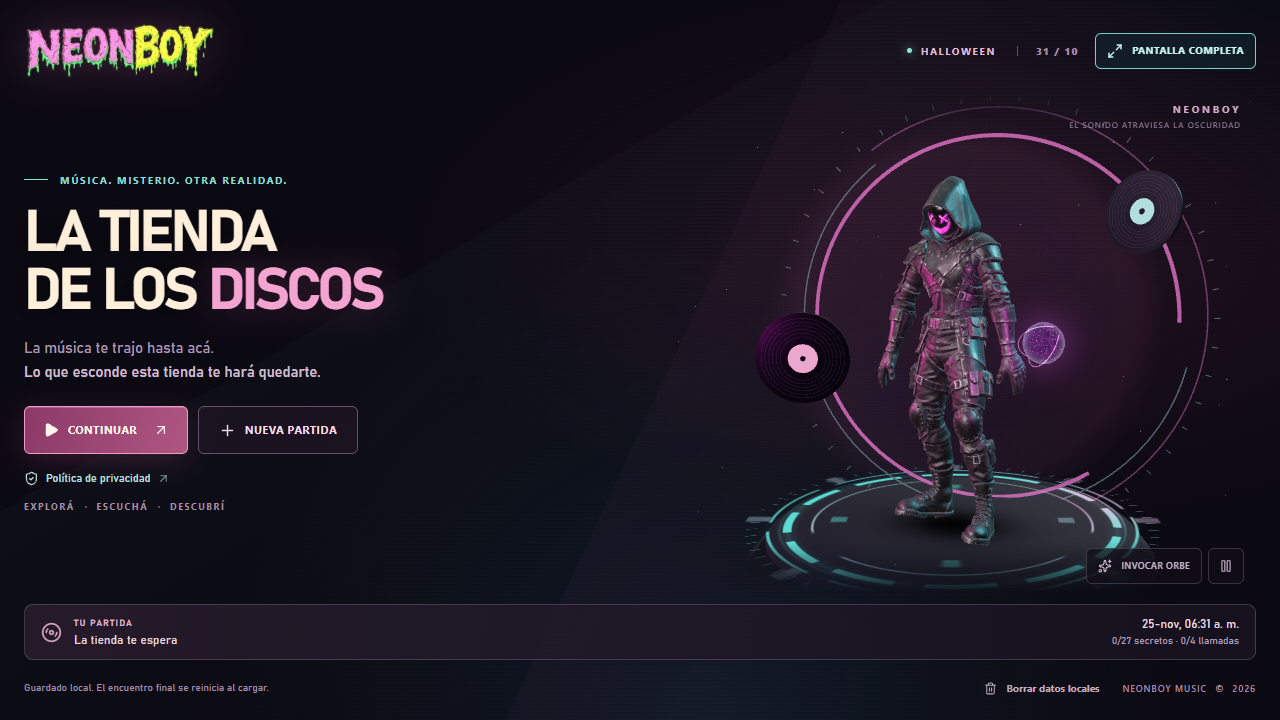 NEONBOY
HALLOWEEN
31 / 10
PANTALLA COMPLETA
NEONBOY
EL SONIDO ATRAVIESA LA OSCURIDAD
MÚSICA. MISTERIO. OTRA REALIDAD.
LA TIENDA
DE LOS DISCOS
La música te trajo hasta acá.
Lo que esconde esta tienda te hará quedarte.
CONTINUAR
NUEVA PARTIDA
Política de privacidad
EXPLORÁ · ESCUCHÁ · DESCUBRÍ
INVOCAR ORBE
TU PARTIDA
La tienda te espera
25-nov, 06:31 a. m.
0/27 secretos · 0/4 llamadas
Guardado local. El encuentro final se reinicia al cargar.
Borrar datos locales
NEONBOY MUSIC © 2026